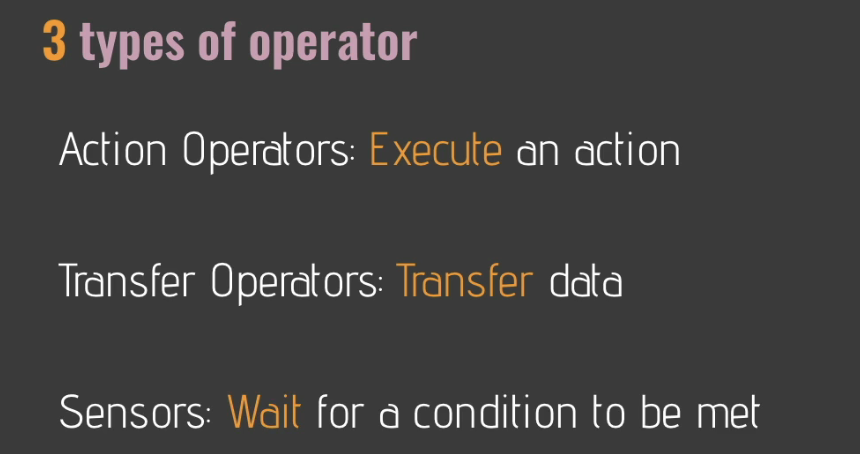 3 types of operator
Action Operators: Execute an action
Transfer Operators: Transfer data
Sensors: Wait for a condition to be met